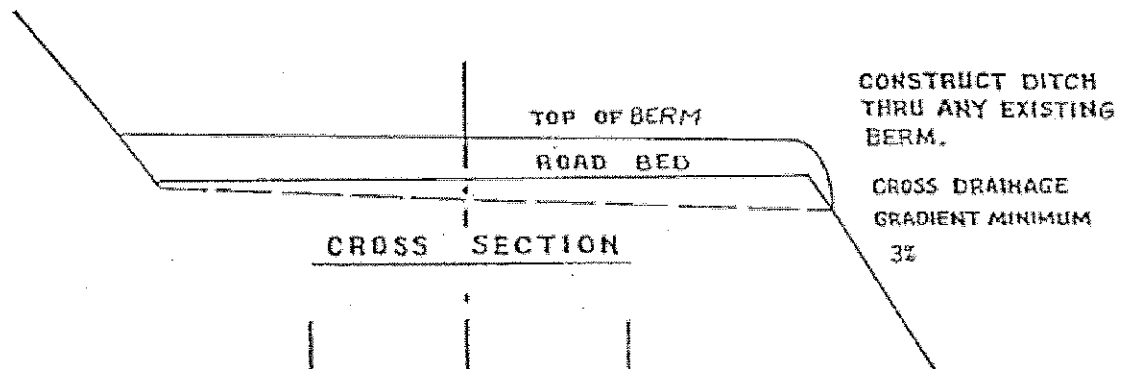 CONSTRUCT DITCH
THRU ANY EXISTING
BERM.
TOP OF BERM
ROAD BED
CROSS DRAINAGE
GRADIENT MINIMUM
3%
CROSS SECTION